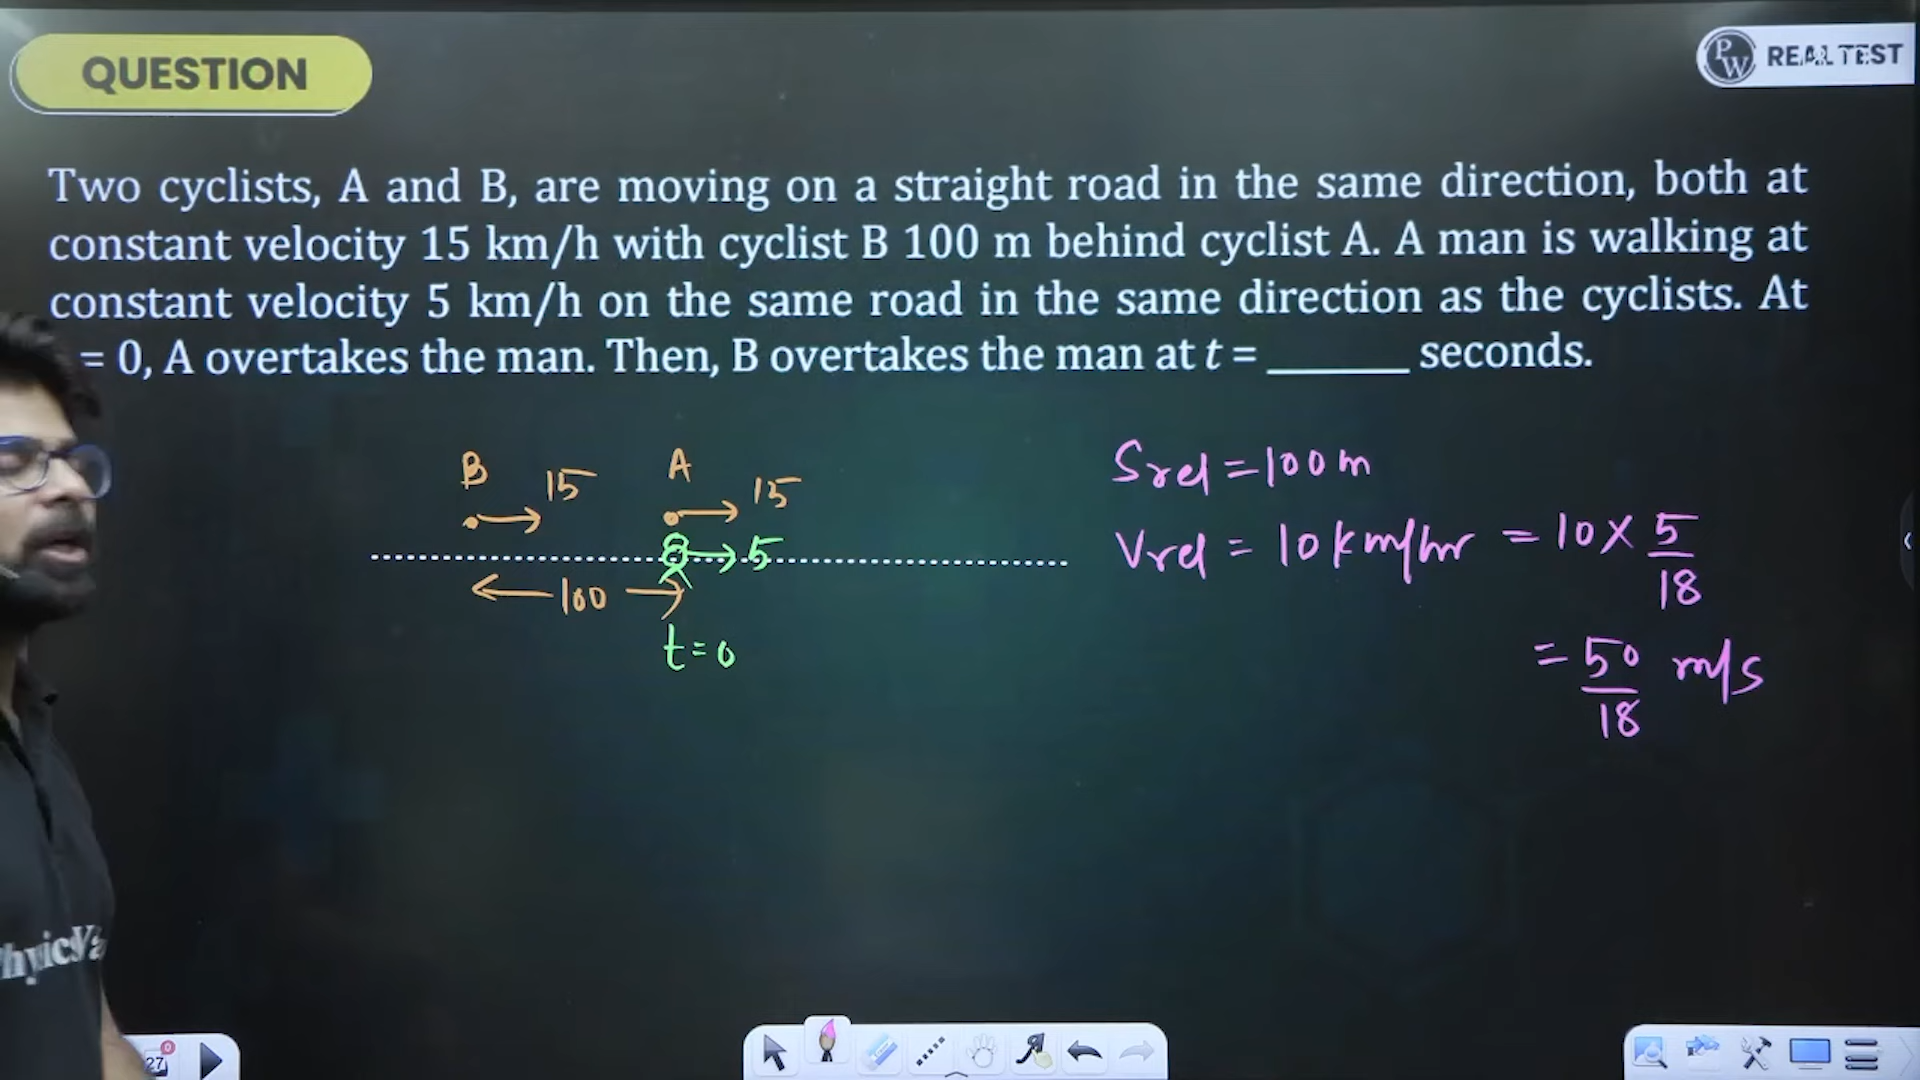 QUESTION
PW REAL TEST
Two cyclists, A and B, are moving on a straight road in the same direction, both at
constant velocity 15 km/h with cyclist B 100 m behind cyclist A. A man is walking at
constant velocity 5 km/h on the same road in the same direction as the cyclists. At
= 0, A overtakes the man. Then, B overtakes the man at t = ______ seconds.
B → 15 A → 15
→ 5
← 100 →
t = 0
Srel = 100 m
Vrel = 10 km/hr = 10 × 5/18
= 50/18 m/s
27 0